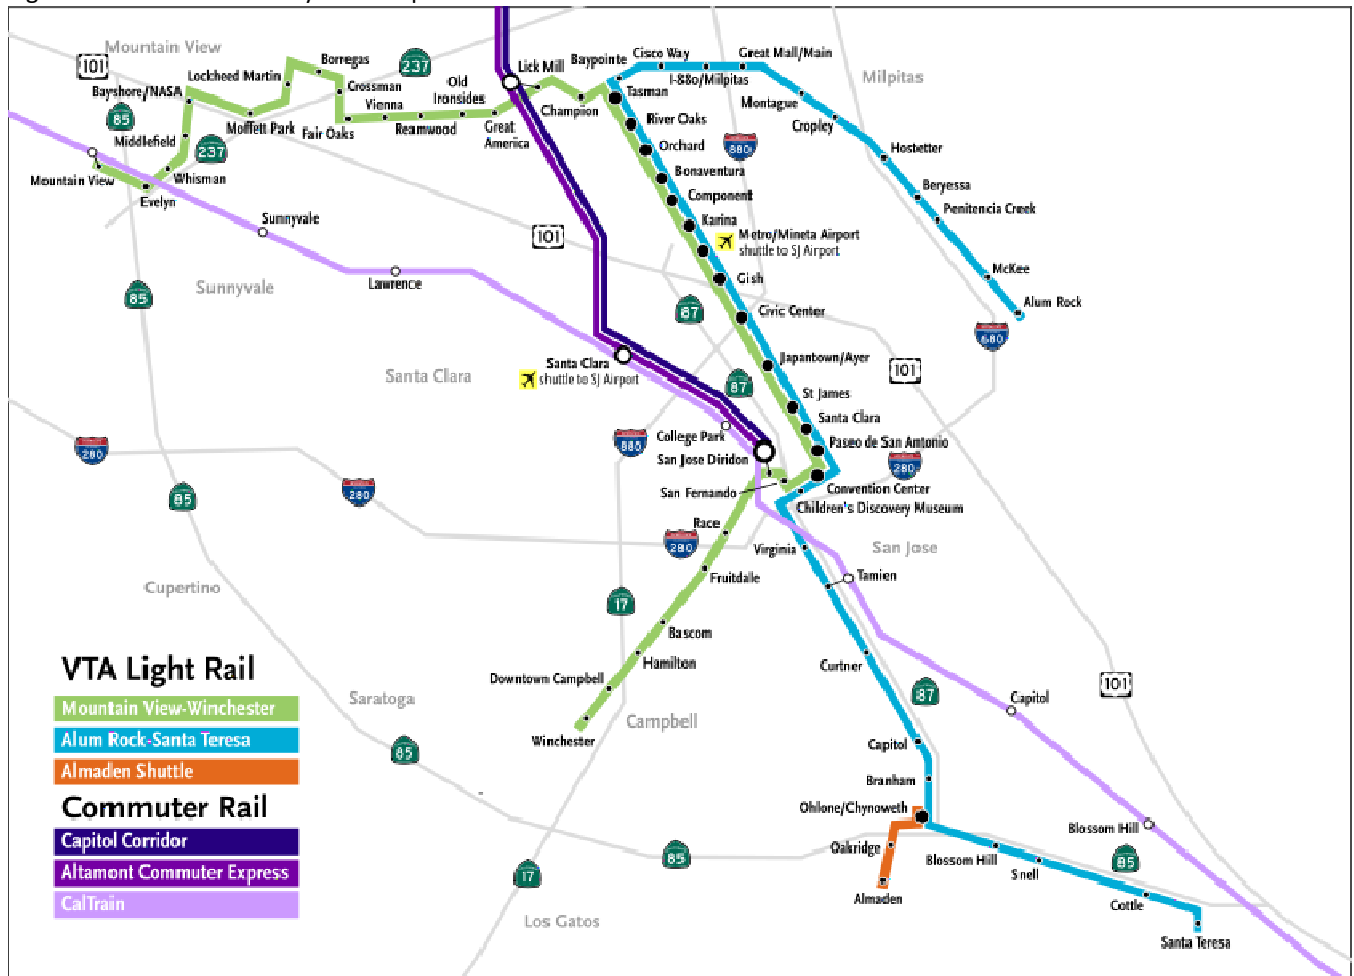 Mountain View
101
237
Borregas
Lockheed Martin
Bayshore/NASA
Crossman
Old
Ironsides
Vienna
85
Moffett Park
Fair Oaks
Reamwood
Great
America
Lick Mill
Champion
Baypointe
Cisco Way
Great Mall/Main
I-880/Milpitas
Milpitas
Tasman
Montague
Cropley
River Oaks
Middlefield
237
Orchard
880
Hostetter
Mountain View
Whisman
Bonaventura
Evelyn
Component
Beryessa
Penitencia Creek
Sunnyvale
Karina
101
Metro/Mineta Airport
shuttle to SJ Airport
McKee
Gish
Sunnyvale
Lawrence
85
87
Civic Center
Alum Rock
680
Santa Clara
shuttle to SJ Airport
Santa Clara
Japantown/Ayer
101
87
St James
Santa Clara
College Park
880
Paseo de San Antonio
280
San Jose Diridon
280
San Fernando
Convention Center
280
85
Children's Discovery Museum
Race
280
Virginia
San Jose
Cupertino
Fruitdale
Tamien
17
Bascom
Hamilton
Curtner
Downtown Campbell
87
101
Capitol
Saratoga
Campbell
Winchester
Capitol
85
Branham
Ohlone/Chynoweth
Blossom Hill
Oakridge
85
Blossom Hill
85
Snell
17
Almaden
Cottle
Los Gatos
Santa Teresa
VTA Light Rail
Mountain View-Winchester
Alum Rock-Santa Teresa
Almaden Shuttle
Commuter Rail
Capitol Corridor
Altamont Commuter Express
CalTrain